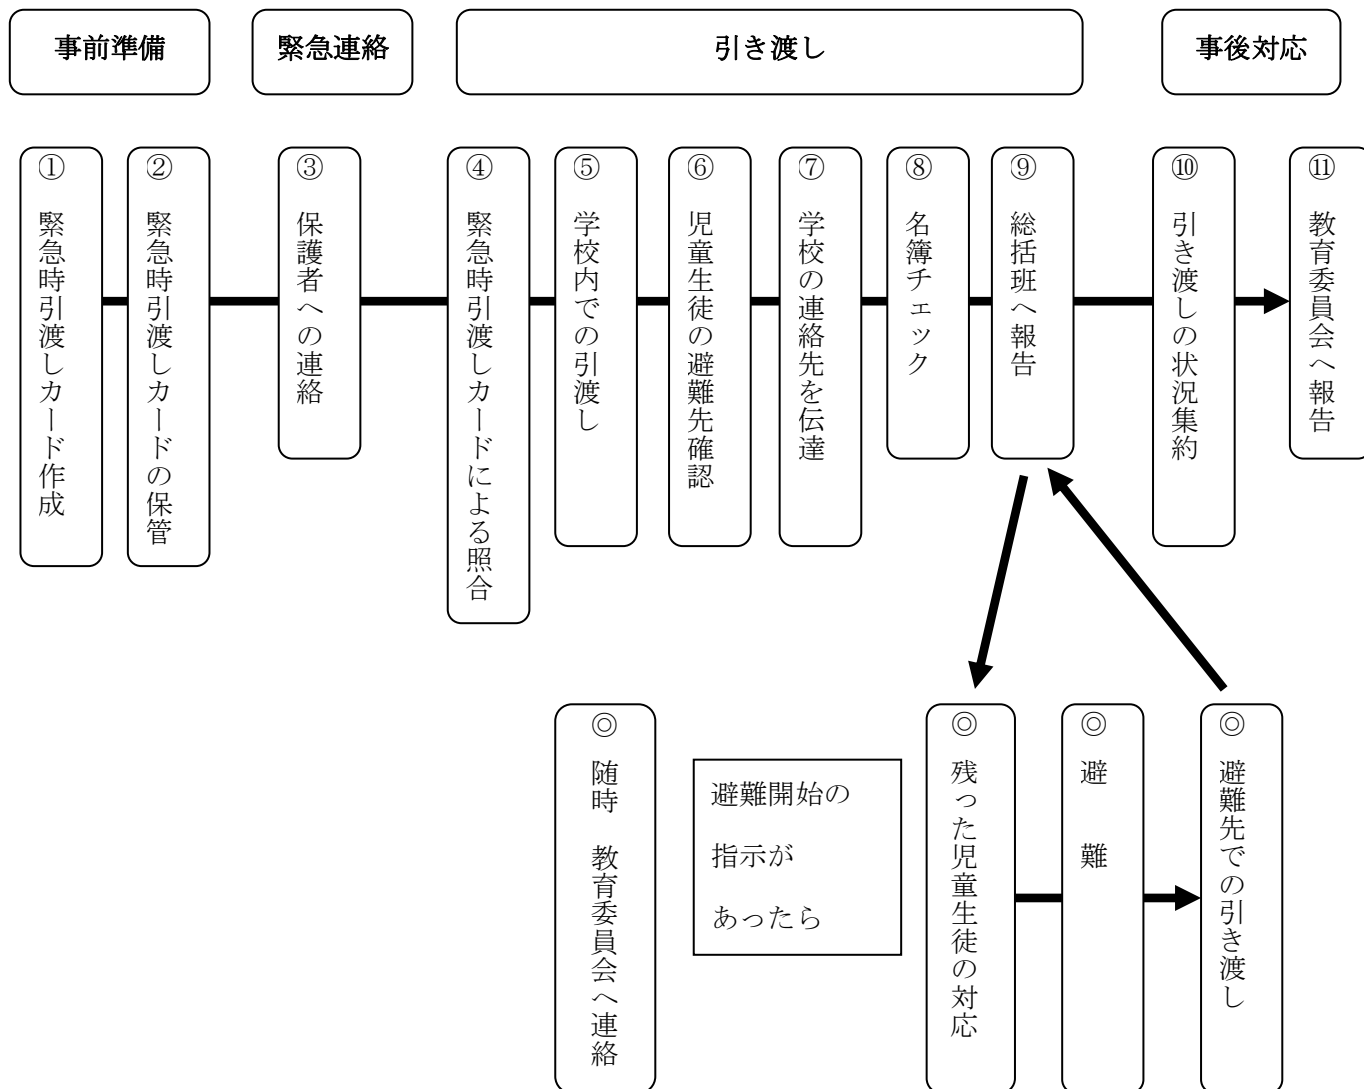 事前準備
緊急連絡
引き渡し
事後対応
①
緊急時引渡しカード作成
②
緊急時引渡しカードの保管
③
保護者への連絡
④
緊急時引渡しカードによる照合
⑤
学校内での引渡し
⑥
児童生徒の避難先確認
⑦
学校の連絡先を伝達
⑧
名簿チェック
⑨
総括班へ報告
⑩
引き渡しの状況集約
⑪
教育委員会へ報告
◎
随時 教育委員会へ連絡
避難開始の
指示が
あったら
◎
残った児童生徒の対応
◎
避 難
◎
避難先での引き渡し